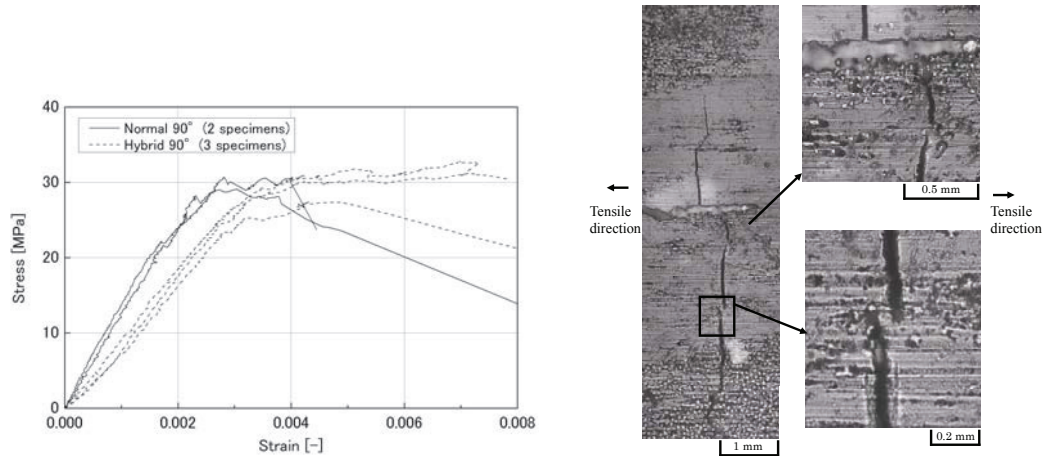 40
30
20
10
0
Stress [MPa]
Normal 90° (2 specimens)
Hybrid 90° (3 specimens)
0.000
0.002
0.004
0.006
0.008
Strain [-]
Tensile
direction
1 mm
0.5 mm
Tensile
direction
0.2 mm